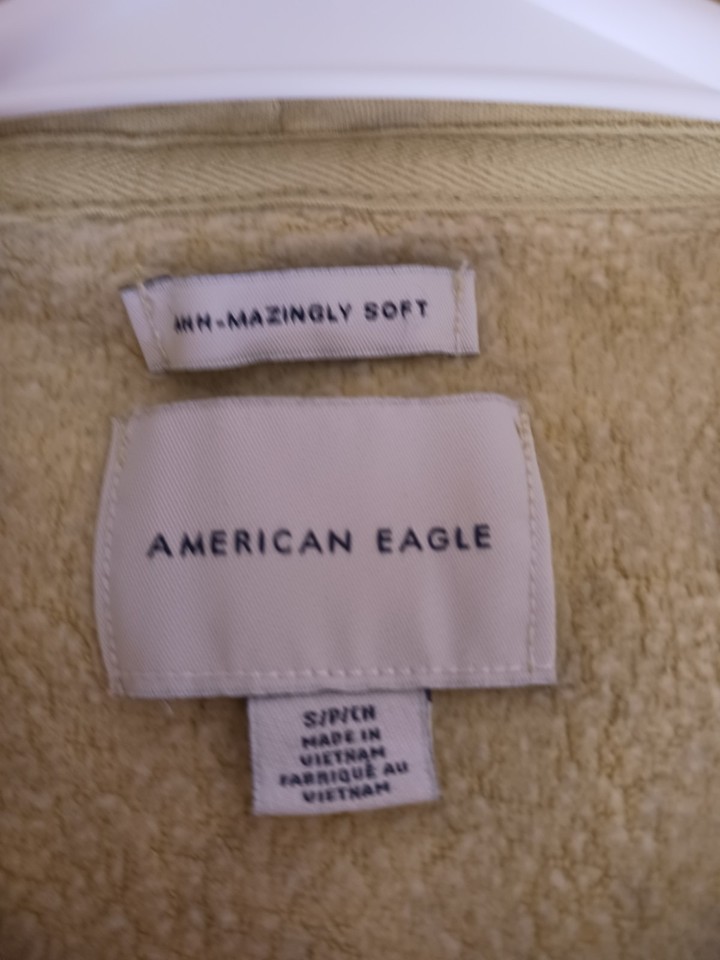 AHH-MAZINGLY SOFT
AMERICAN EAGLE
S/P/CH
MADE IN
VIETNAM
FABRIQUÉ AU
VIETNAM